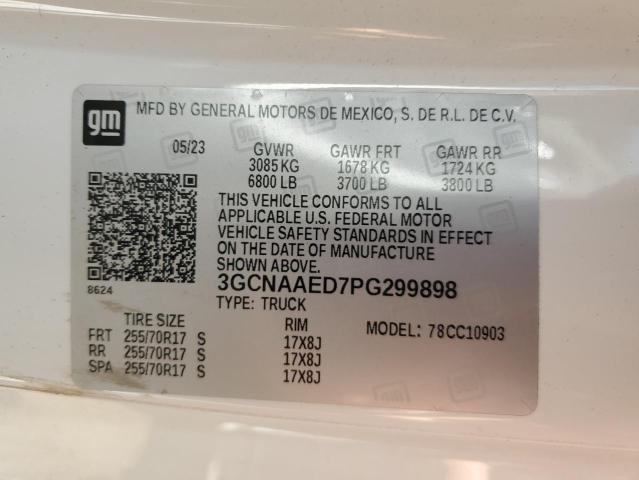 gm MFD BY GENERAL MOTORS DE MEXICO, S. DE R.L. DE C.V.
05/23 GVWR GAWR FRT GAWR RR
3085 KG 1678 KG 1724 KG
6800 LB 3700 LB 3800 LB
THIS VEHICLE CONFORMS TO ALL
APPLICABLE U.S. FEDERAL MOTOR
VEHICLE SAFETY STANDARDS IN EFFECT
ON THE DATE OF MANUFACTURE
SHOWN ABOVE.
8624
3GCNAAED7PG299898
TYPE: TRUCK
TIRE SIZE RIM MODEL: 78CC10903
FRT 255/70R17 S 17X8J
RR 255/70R17 S 17X8J
SPA 255/70R17 S 17X8J